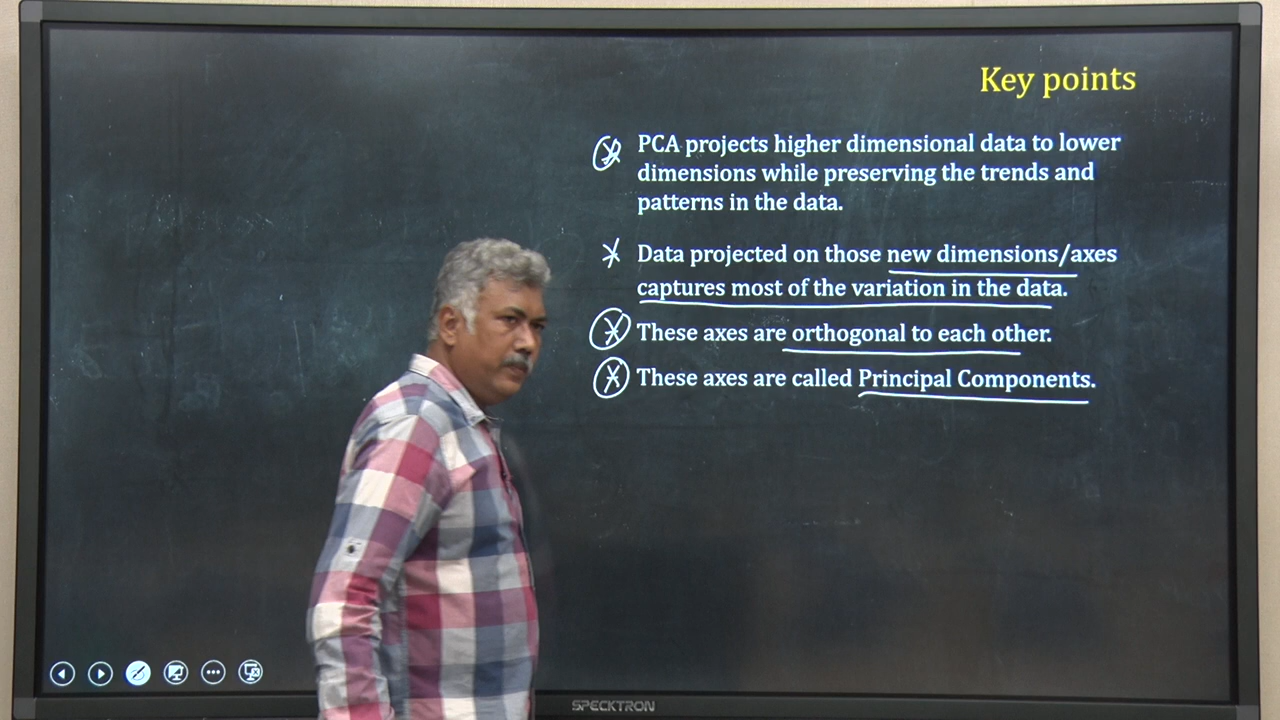 Key points
PCA projects higher dimensional data to lower
dimensions while preserving the trends and
patterns in the data.
Data projected on those new dimensions/axes
captures most of the variation in the data.
These axes are orthogonal to each other.
These axes are called Principal Components.
SPECKTRON